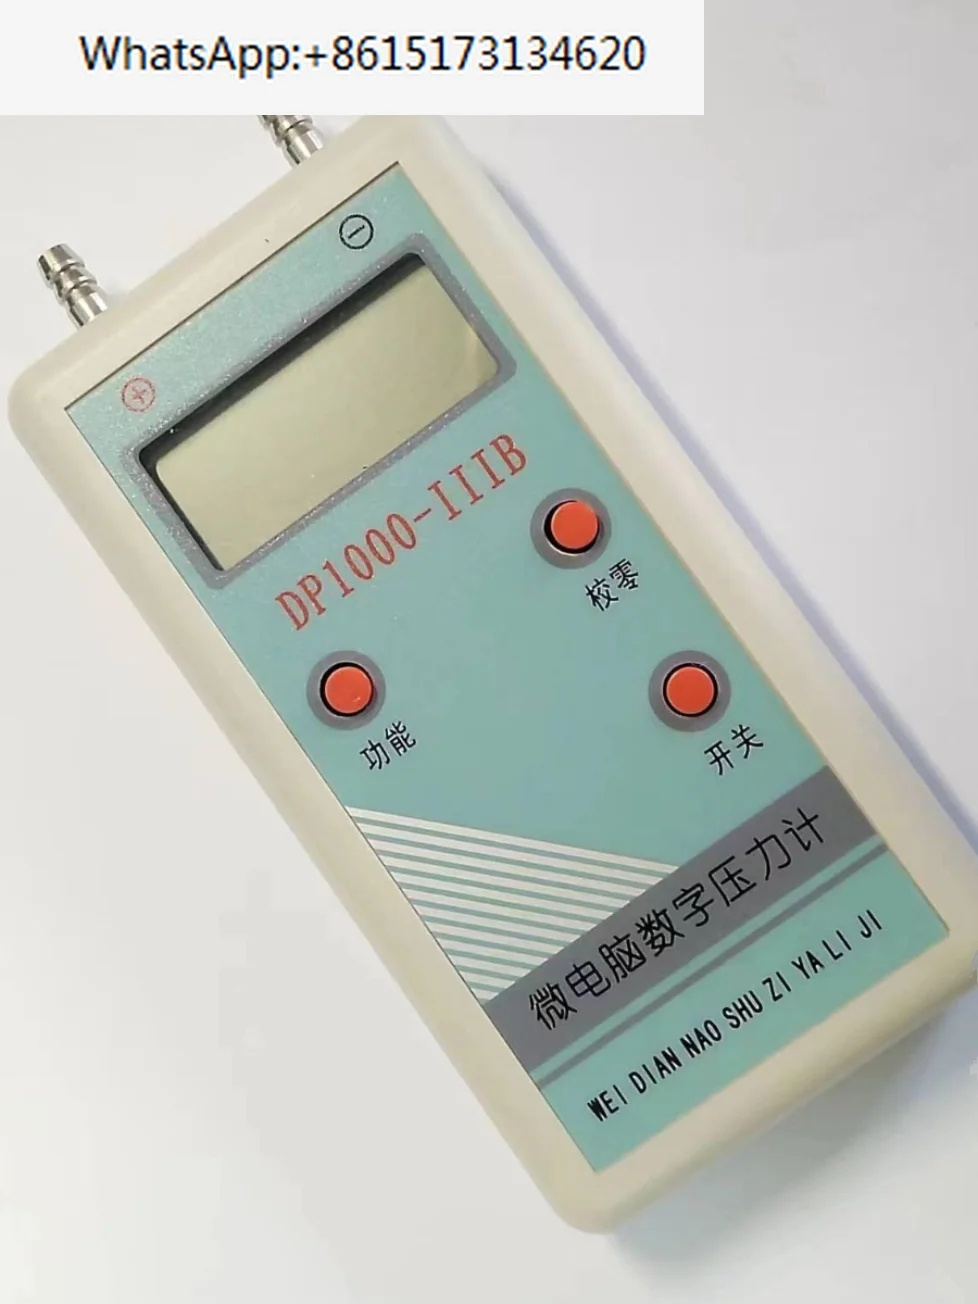 WhatsApp:+8615173134620
DP1000-IIIB
校零
功能
开关
微电脑数字压力计
WEI DIAN NAO SHU ZI YA LI JI